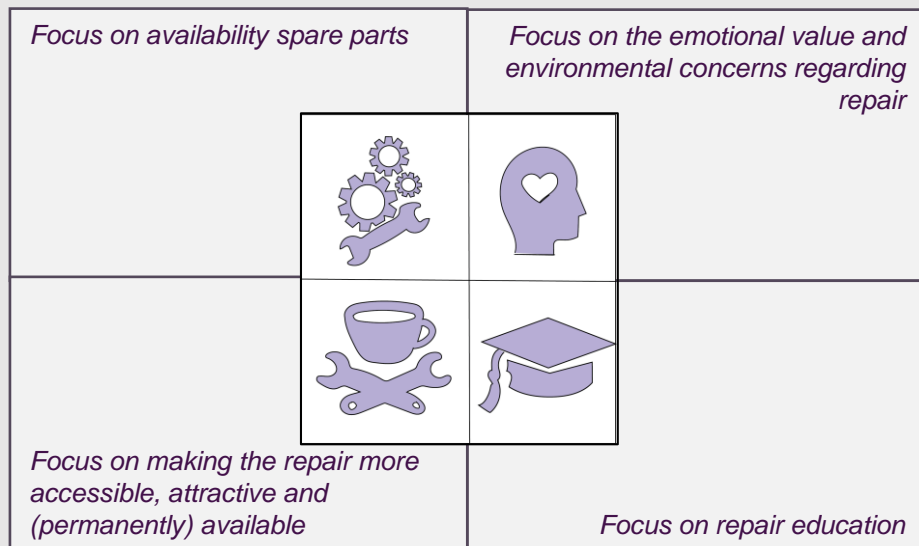 Focus on availability spare parts
Focus on the emotional value and
environmental concerns regarding
repair
Focus on making the repair more
accessible, attractive and
(permanently) available
Focus on repair education